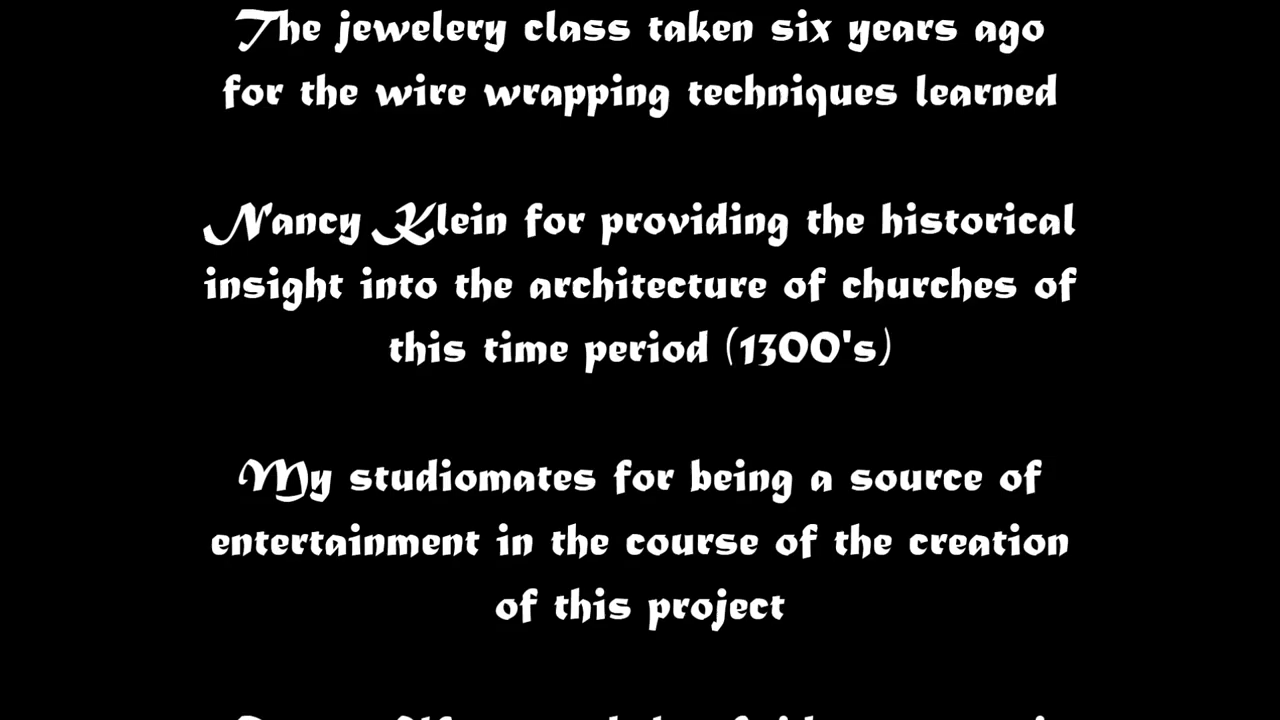 The jewelery class taken six years ago
for the wire wrapping techniques learned
Nancy Klein for providing the historical
insight into the architecture of churches of
this time period (1300's)
My studiomates for being a source of
entertainment in the course of the creation
of this project